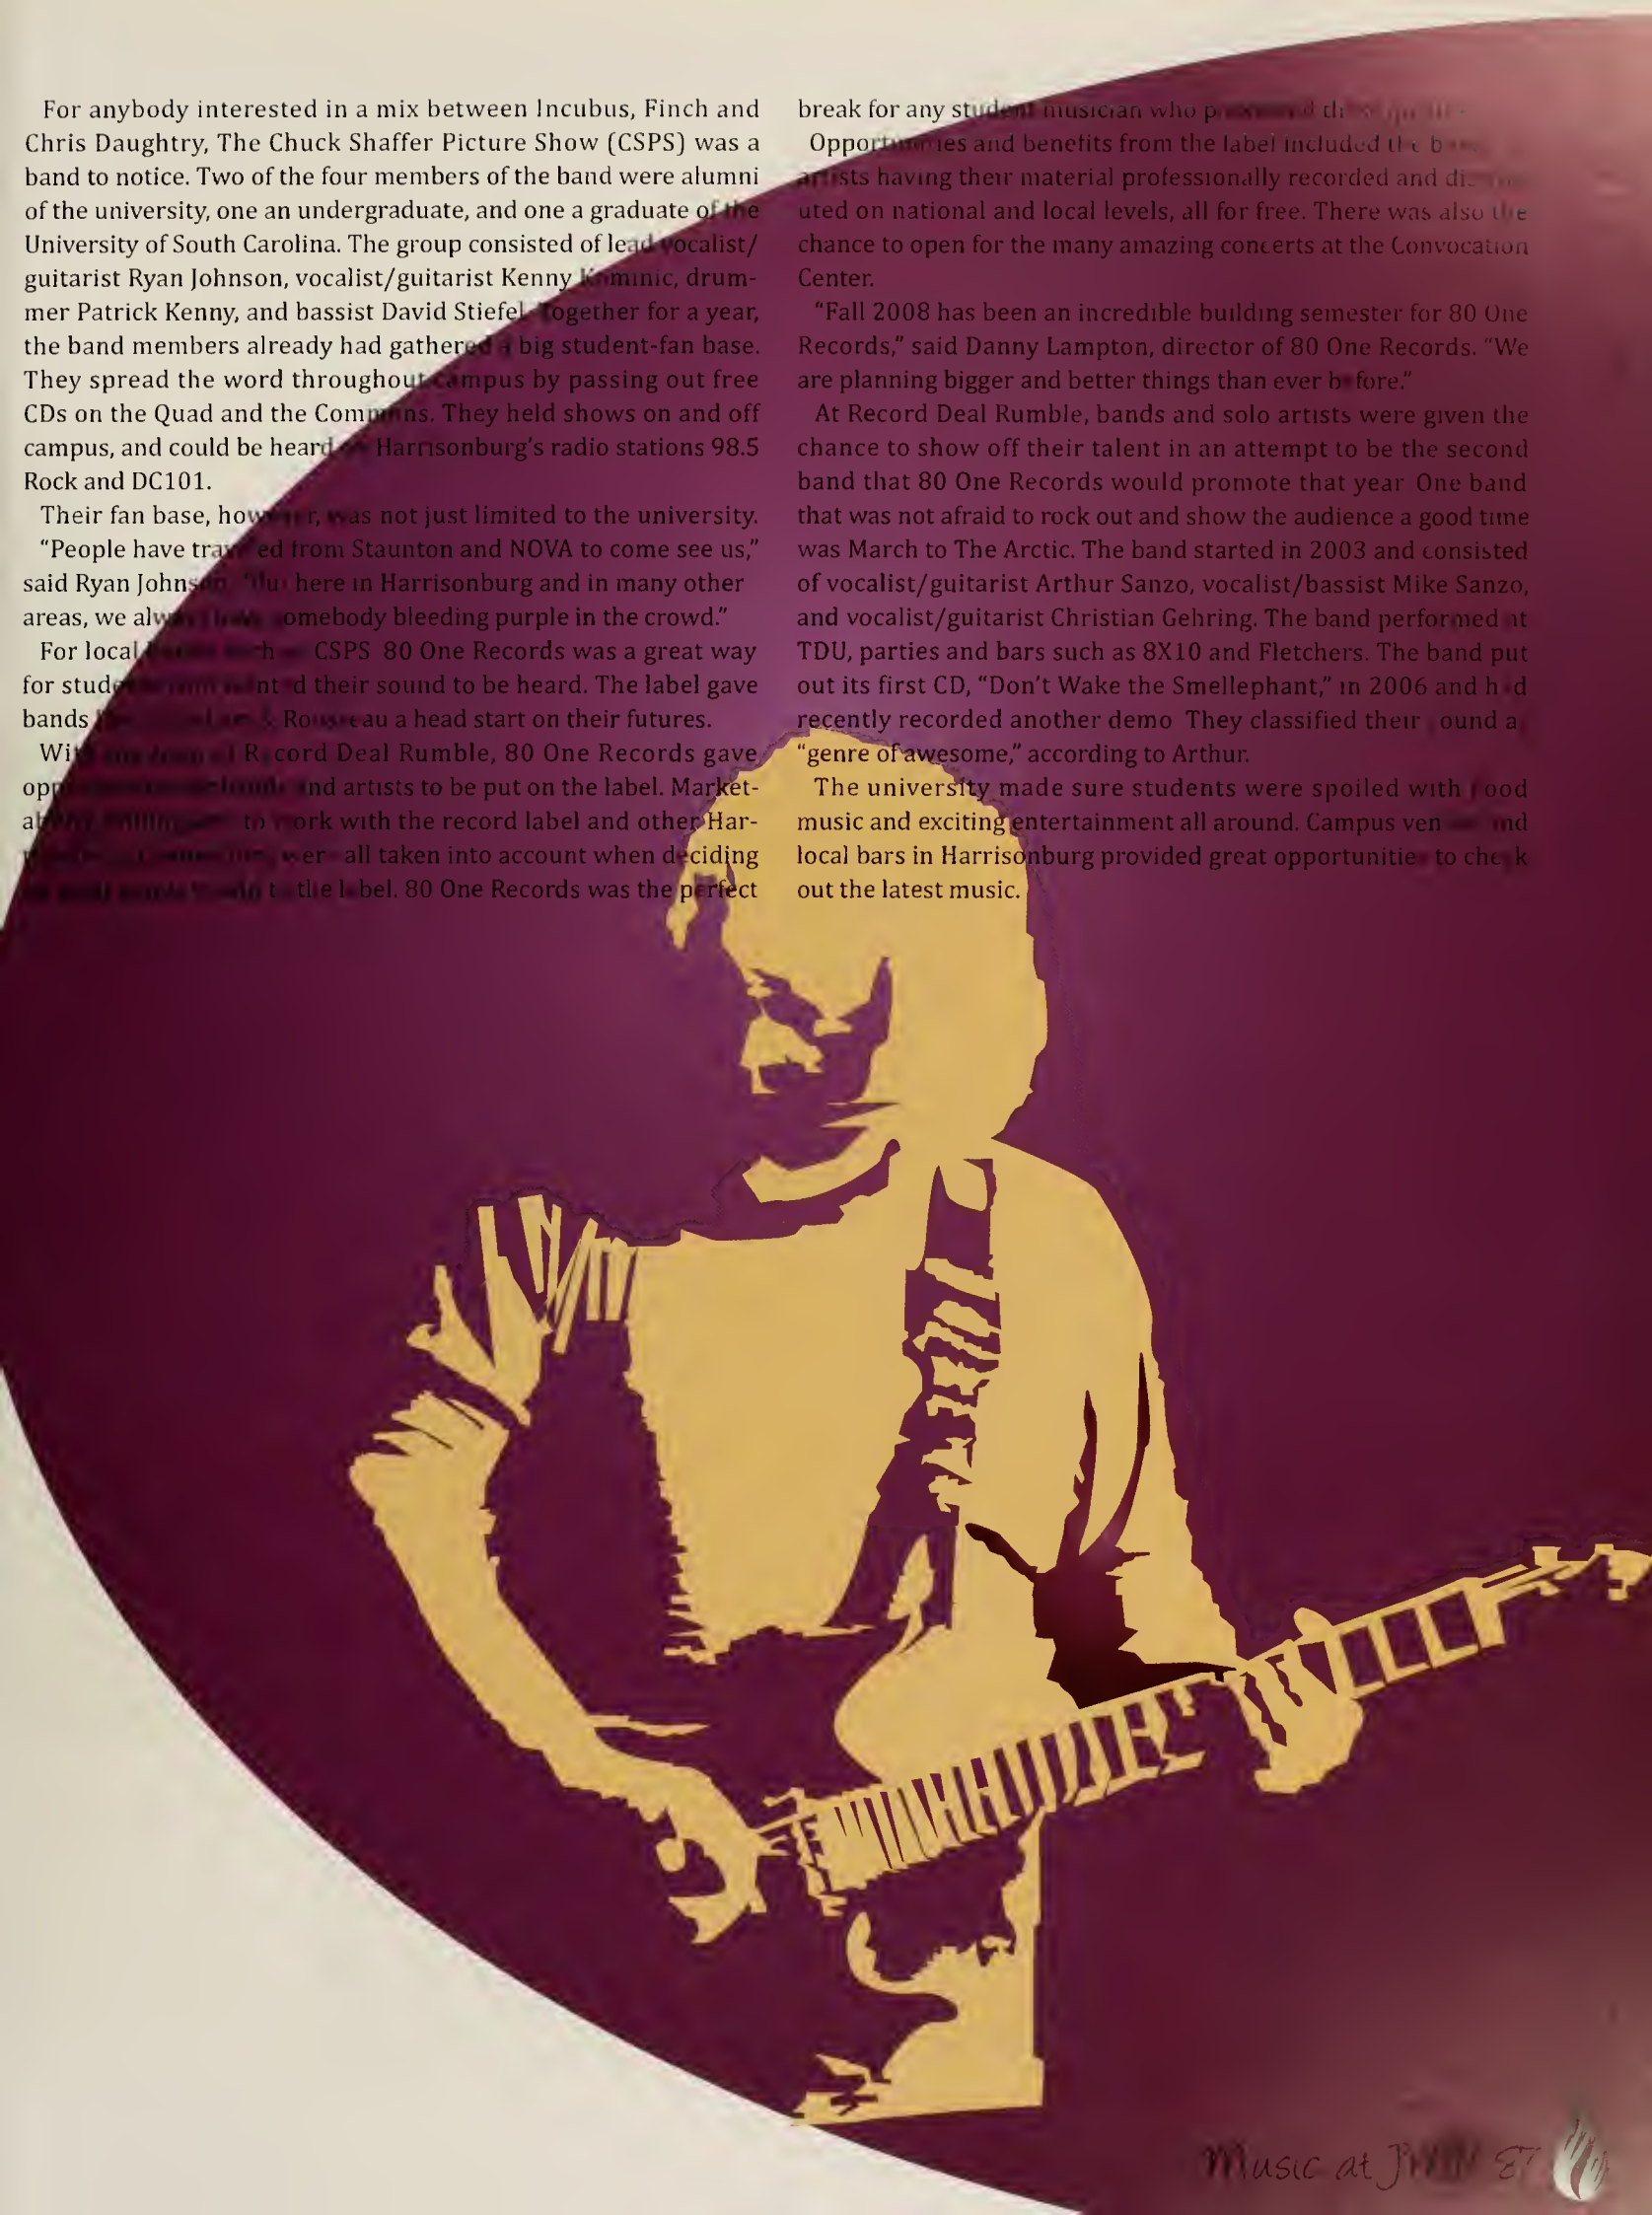 For anybody interested in a mix between Incubus, Finch and
Chris Daughtry, The Chuck Shaffer Picture Show (CSPS) was a
band to notice. Two of the four members of the band were alumni
of the university, one an undergraduate, and one a graduate of the
University of South Carolina. The group consisted of lead vocalist/
guitarist Ryan Johnson, vocalist/guitarist Kenny drum-
mer Patrick Kenny, and bassist David Stiefel. Together for a year,
the band members already had gathered a big student-fan base.
They spread the word throughout campus by passing out free
CDs on the Quad and the Commons. They held shows on and off
campus, and could be heard on Harrisonburg's radio stations 98.5
Rock and DC101.
Their fan base, however, was not just limited to the university.
“People have traveled from Staunton and NOVA to come see us,”
said Ryan Johnson. here in Harrisonburg and in many other
areas, we always have somebody bleeding purple in the crowd.”
For local CSPS 80 One Records was a great way
for students wanted their sound to be heard. The label gave
bands Rousseau a head start on their futures.
With Record Deal Rumble, 80 One Records gave
and artists to be put on the label. Market-
to work with the record label and other Har-
were all taken into account when deciding
to the label. 80 One Records was the perfect
break for any student musician who
Opportunities and benefits from the label included the
artists having their material professionally recorded and
uted on national and local levels, all for free. There was also the
chance to open for the many amazing concerts at the Convocation
Center.
“Fall 2008 has been an incredible building semester for 80 One
Records,” said Danny Lampton, director of 80 One Records. “We
are planning bigger and better things than ever before.”
At Record Deal Rumble, bands and solo artists were given the
chance to show off their talent in an attempt to be the second
band that 80 One Records would promote that year One band
that was not afraid to rock out and show the audience a good time
was March to The Arctic. The band started in 2003 and consisted
of vocalist/guitarist Arthur Sanzo, vocalist/bassist Mike Sanzo,
and vocalist/guitarist Christian Gehring. The band performed at
TDU, parties and bars such as 8X10 and Fletchers. The band put
out its first CD, “Don't Wake the Smellephant,” in 2006 and had
recently recorded another demo They classified their sound a
“genre of awesome,” according to Arthur.
The university made sure students were spoiled with
music and exciting entertainment all around. Campus and
local bars in Harrisonburg provided great opportunities to check
out the latest music.
Music at JMU 87